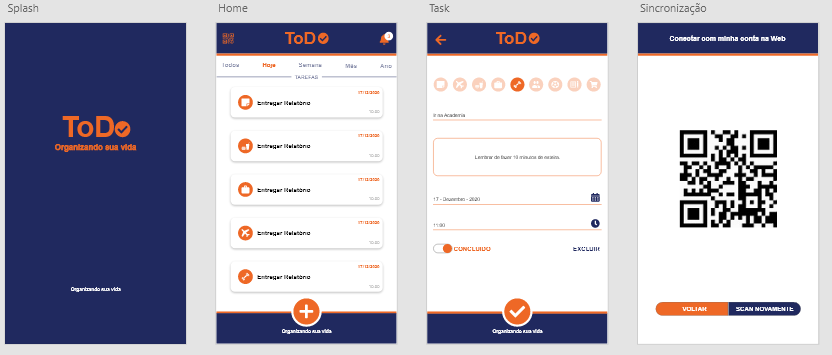 Splash
ToDo
Organizando sua vida
Organizando sua vida
Home
ToDo
Todos Hoje Semana Mês Ano
TAREFAS
17/12/2020
Entregar Relatório
10:00
17/12/2020
Entregar Relatório
10:00
17/12/2020
Entregar Relatório
10:00
17/12/2020
Entregar Relatório
10:00
17/12/2020
Entregar Relatório
10:00
Organizando sua vida
Task
ToDo
Ir na Academia
Lembrar de fazer 10 minutos de esteira.
17 - Dezembro - 2020
11:00
CONCLUÍDO EXCLUIR
Organizando sua vida
Sincronização
Conectar com minha conta na Web
VOLTAR SCAN NOVAMENTE